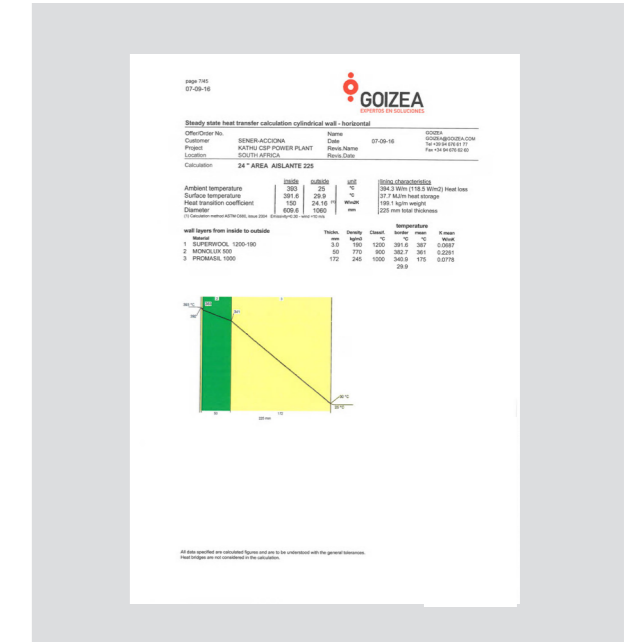 page 7/45
07-09-16
GOIZEA
EXPERTOS EN SOLUCIONES
Steady state heat transfer calculation cylindrical wall - horizontal
Offer/Order No. Name GOIZEA
Customer SENER-ACCIONA Date 07-09-16 GOIZEA@GOIZEA.COM
Project KATHU CSP POWER PLANT Revis.Name
Location SOUTH AFRICA Revis.Date
Calculation 24 " AREA AISLANTE 225
inside outside unit lining characteristics
Ambient temperature 393 25 °C 394.3 W/m (118.5 W/m2) Heat loss
Surface temperature 391.6 29.9 °C 37.7 MJ/m heat storage
Heat transition coefficient 150 24.16 (1) W/m2K 199.1 kg/m weight
Diameter 609.6 1060 mm 225 mm total thickness
temperature
wall layers from inside to outside Thickn. Density Classif. border mean K mean
Material mm kg/m3 °C °C °C W/mK
1 SUPERWOOL 1200-190 3.0 190 1200 391.6 387 0.0687
2 MONOLUX 500 50 770 900 382.7 361
3 PROMASIL 1000 172 245 1000 340.9 175 0.0778
29.9
25 °C
50 172
225 mm
All data specified are calculated figures and are to be understood with the general tolerances.
Heat bridges are not considered in the calculation.